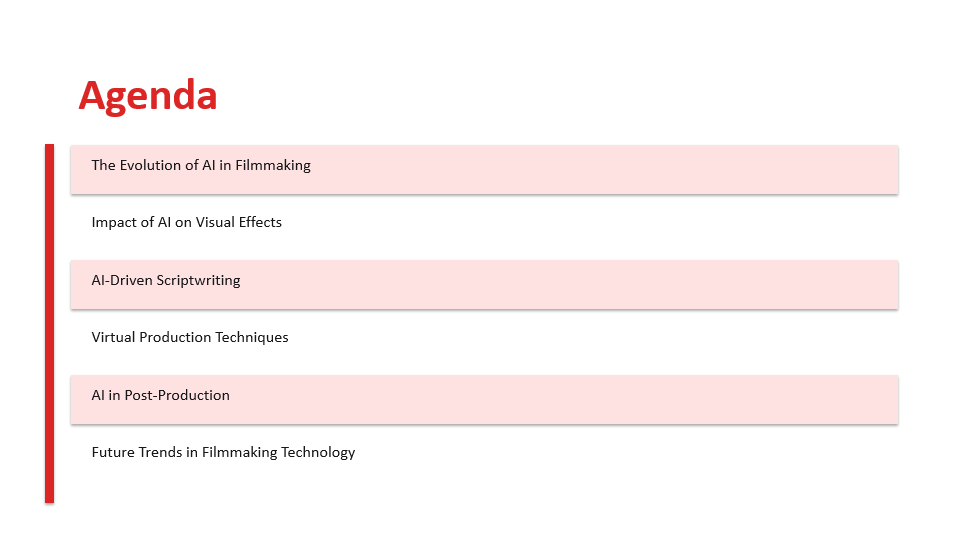 Agenda
The Evolution of AI in Filmmaking
Impact of AI on Visual Effects
AI-Driven Scriptwriting
Virtual Production Techniques
AI in Post-Production
Future Trends in Filmmaking Technology